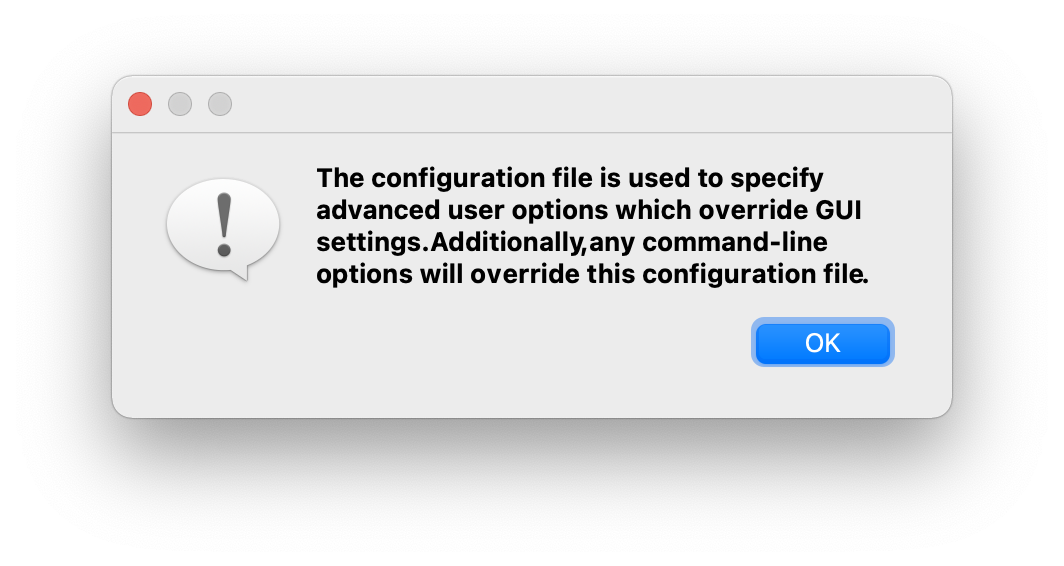 The configuration file is used to specify
advanced user options which override GUI
settings.Additionally,any command-line
options will override this configuration file.
OK